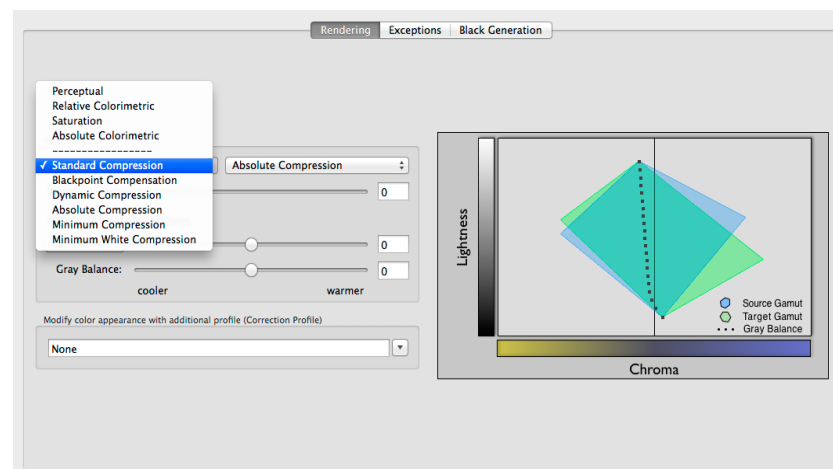 Rendering Exceptions Black Generation
Perceptual
Relative Colorimetric
Saturation
Absolute Colorimetric
-----------------
✓ Standard Compression
Absolute Compression
Blackpoint Compensation
Dynamic Compression
0
Absolute Compression
Minimum Compression
Minimum White Compression
0
Gray Balance:
0
cooler warmer
Modify color appearance with additional profile (Correction Profile)
None
Lightness
Source Gamut
Target Gamut
Gray Balance
Chroma